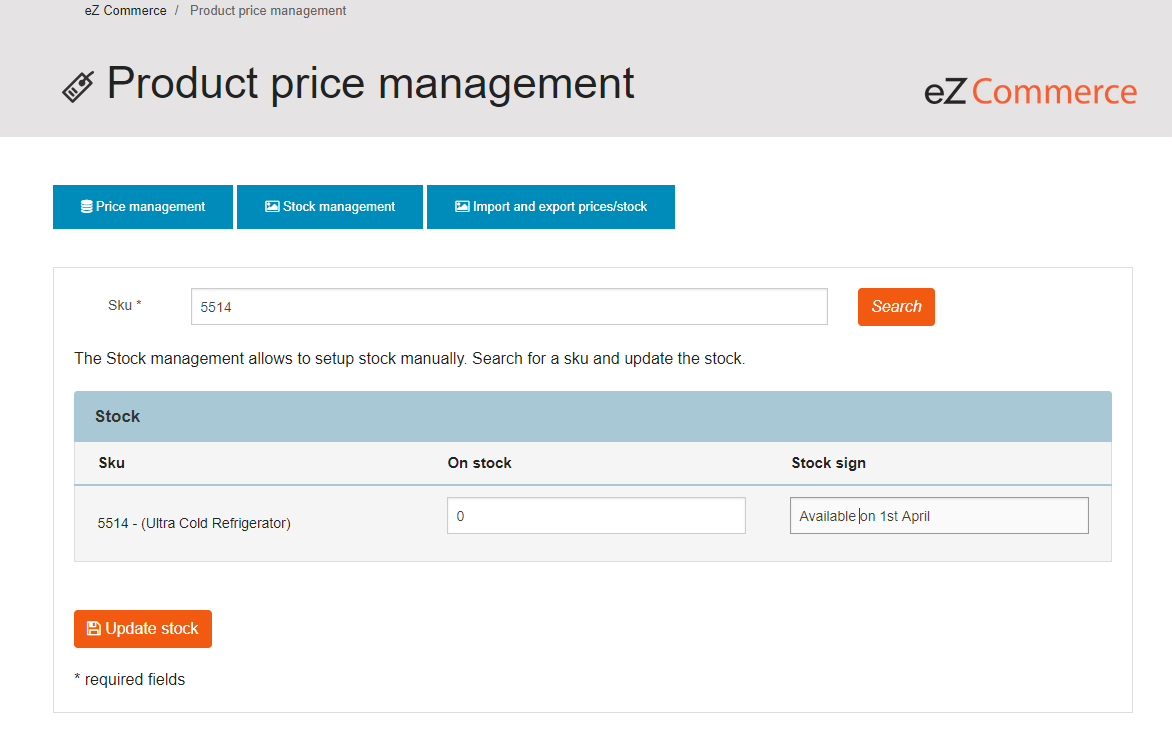 eZ Commerce / Product price management
Product price management
eZ Commerce
Price management Stock management Import and export prices/stock
Sku * 5514 Search
The Stock management allows to setup stock manually. Search for a sku and update the stock.
Stock
Sku On stock Stock sign
5514 - (Ultra Cold Refrigerator) 0 Available on 1st April
Update stock
* required fields